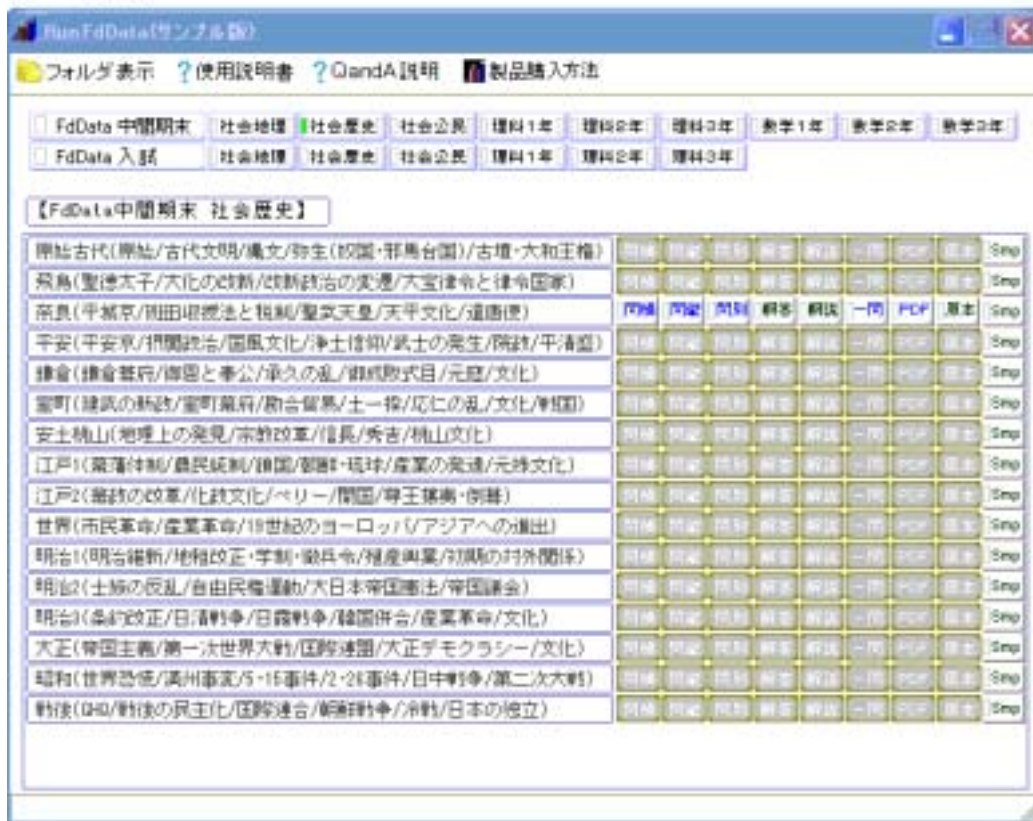 RunFdData(サンプル版)
フォルダ表示 ?使用説明書 ?QandA説明 製品購入方法
FdData 中間期末 社会地理 社会歴史 社会公民 理科1年 理科2年 理科3年 数学1年 数学2年 数学3年
FdData 入試 社会地理 社会歴史 社会公民 理科1年 理科2年 理科3年
【FdData中間期末 社会歴史】
原始古代(原始/古代文明/縄文/弥生(奴国・邪馬台国)/古墳・大和王権) Smp
飛鳥(聖徳太子/大化の改新/改新政治の変遷/大宝律令と律令国家) Smp
奈良(平城京/班田収授法と税制/聖武天皇/天平文化/遣唐使) 問横 問縦 問別 解答 解説 一問 PDF 原本 Smp
平安(平安京/摂関政治/国風文化/浄土信仰/武士の発生/院政/平清盛) Smp
鎌倉(鎌倉幕府/御恩と奉公/承久の乱/御成敗式目/元寇/文化) Smp
室町(建武の新政/室町幕府/勘合貿易/土一揆/応仁の乱/文化/戦国) Smp
安土桃山(地理上の発見/宗教改革/信長/秀吉/桃山文化) Smp
江戸1(幕藩体制/農民統制/鎖国/朝鮮・琉球/産業の発達/元禄文化) Smp
江戸2(幕政の改革/化政文化/ペリー/開国/尊王攘夷・倒幕) Smp
世界(市民革命/産業革命/19世紀のヨーロッパ/アジアへの進出) Smp
明治1(明治維新/地租改正・学制・徴兵令/殖産興業/初期の対外関係) Smp
明治2(士族の反乱/自由民権運動/大日本帝国憲法/帝国議会) Smp
明治3(条約改正/日清戦争/日露戦争/韓国併合/産業革命/文化) Smp
大正(帝国主義/第一次世界大戦/国際連盟/大正デモクラシー/文化) Smp
昭和(世界恐慌/満州事変/5・15事件/2・26事件/日中戦争/第二次大戦) Smp
戦後(GHQ/戦後の民主化/国際連合/朝鮮戦争/冷戦/日本の独立) Smp